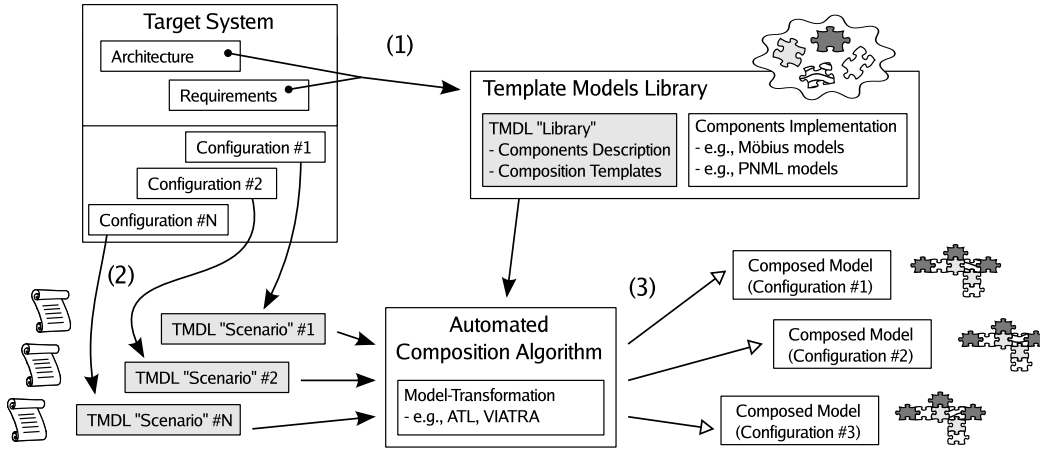 Target System
Architecture
Requirements
(1)
Configuration #1
Configuration #2
Configuration #N
(2)
Template Models Library
TMDL "Library"
- Components Description
- Composition Templates
Components Implementation
- e.g., Möbius models
- e.g., PNML models
TMDL "Scenario" #1
TMDL "Scenario" #2
TMDL "Scenario" #N
Automated
Composition Algorithm
Model-Transformation
- e.g., ATL, VIATRA
(3)
Composed Model
(Configuration #1)
Composed Model
(Configuration #2)
Composed Model
(Configuration #3)